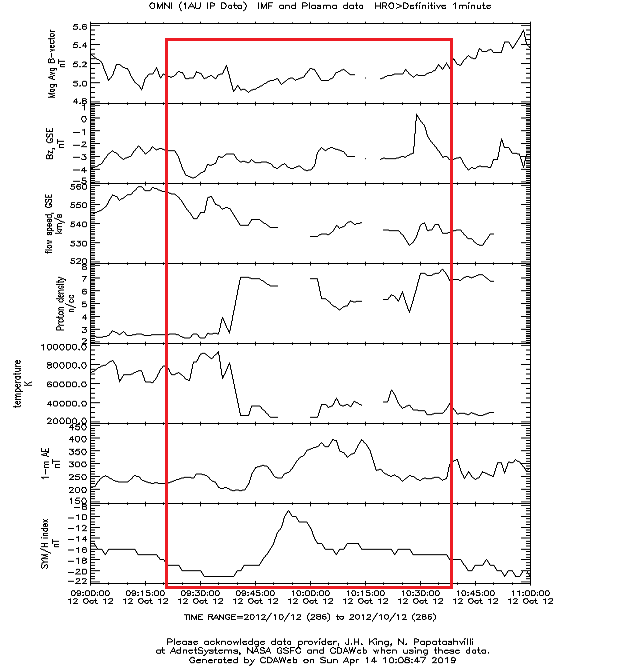 OMNI (1AU IP Data) IMF and Plasma data HRO>Definitive 1minute
Mag Avg B-vector
nT
5.6
5.4
5.2
5.0
4.8
Bz, GSE
nT
1
0
-1
-2
-3
-4
-5
flow speed, GSE
km/s
560
550
540
530
520
Proton density
n/cc
8
7
6
5
4
3
2
temperature
K
100000.0
80000.0
60000.0
40000.0
20000.0
1-m AE
nT
450
400
350
300
250
200
150
SYM/H index
nT
-8
-10
-12
-14
-16
-18
-20
-22
09:00:00 09:15:00 09:30:00 09:45:00 10:00:00 10:15:00 10:30:00 10:45:00 11:00:00
12 Oct 12 12 Oct 12 12 Oct 12 12 Oct 12 12 Oct 12 12 Oct 12 12 Oct 12 12 Oct 12 12 Oct 12
TIME RANGE=2012/10/12 (286) to 2012/10/12 (286)
Please acknowledge data provider, J.H. King, N. Papatashvilli
at AdnetSystems, NASA GSFC and CDAWeb when using these data.
Generated by CDAWeb on Sun Apr 14 10:08:47 2019